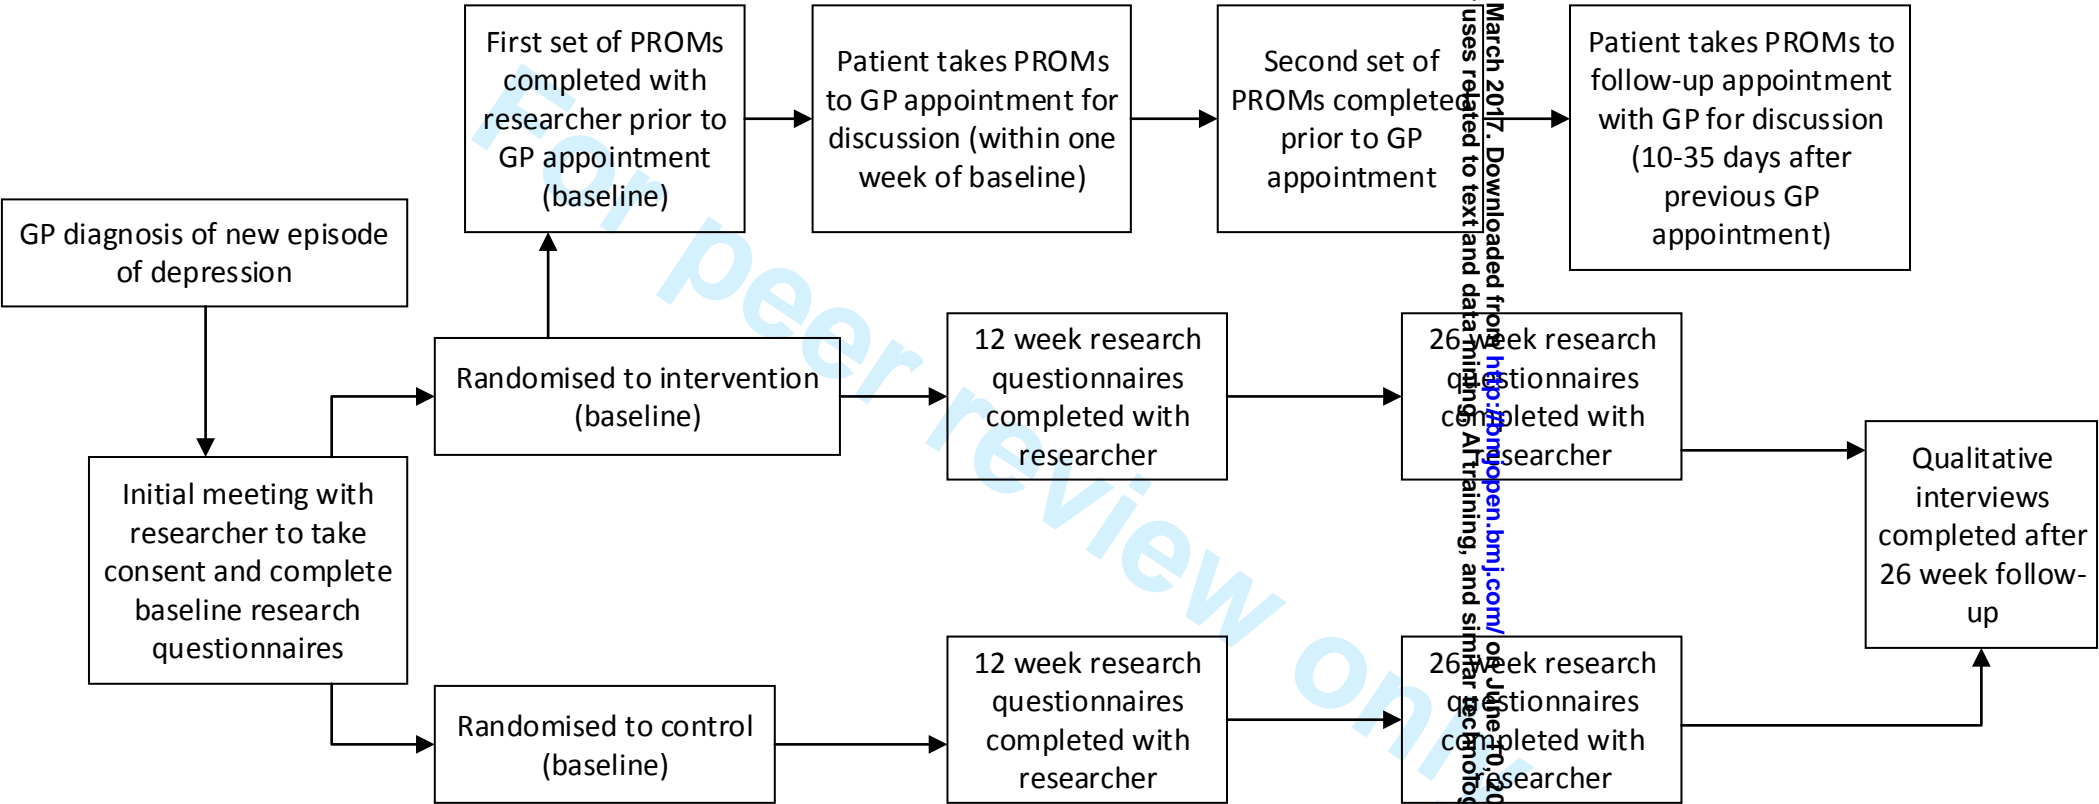 First set of PROMs
completed with
researcher prior to
GP appointment
(baseline)
Patient takes PROMs
to GP appointment for
discussion (within one
week of baseline)
Second set of
PROMs completed
prior to GP
appointment
Patient takes PROMs to
follow-up appointment
with GP for discussion
(10-35 days after
previous GP
appointment)
GP diagnosis of new episode
of depression
Randomised to intervention
(baseline)
12 week research
questionnaires
completed with
researcher
26 week research
questionnaires
completed with
researcher
Initial meeting with
researcher to take
consent and complete
baseline research
questionnaires
Qualitative
interviews
completed after
26 week follow-
up
Randomised to control
(baseline)
12 week research
questionnaires
completed with
researcher
26 week research
questionnaires
completed with
researcher
For peer review only
March 2017. Downloaded from http://bmjopen.bmj.com/ on June 10, 20
uses related to text and data mining, AI training, and similar technolog